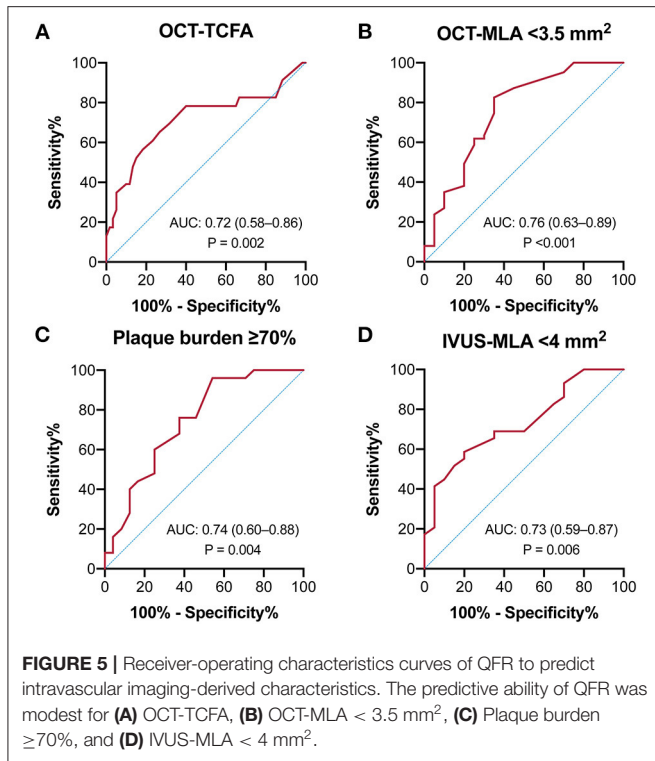 A
OCT-TCFA
Sensitivity%
100
80
60
40
20
0
AUC: 0.72 (0.58–0.86)
P = 0.002
0 20 40 60 80 100
100% - Specificity%
B
OCT-MLA <3.5 mm²
Sensitivity%
100
80
60
40
20
0
AUC: 0.76 (0.63–0.89)
P <0.001
0 20 40 60 80 100
100% - Specificity%
C
Plaque burden ≥70%
Sensitivity%
100
80
60
40
20
0
AUC: 0.74 (0.60–0.88)
P = 0.004
0 20 40 60 80 100
100% - Specificity%
D
IVUS-MLA <4 mm²
Sensitivity%
100
80
60
40
20
0
AUC: 0.73 (0.59–0.87)
P = 0.006
0 20 40 60 80 100
100% - Specificity%
FIGURE 5 | Receiver-operating characteristics curves of QFR to predict
intravascular imaging-derived characteristics. The predictive ability of QFR was
modest for (A) OCT-TCFA, (B) OCT-MLA < 3.5 mm², (C) Plaque burden
≥70%, and (D) IVUS-MLA < 4 mm².